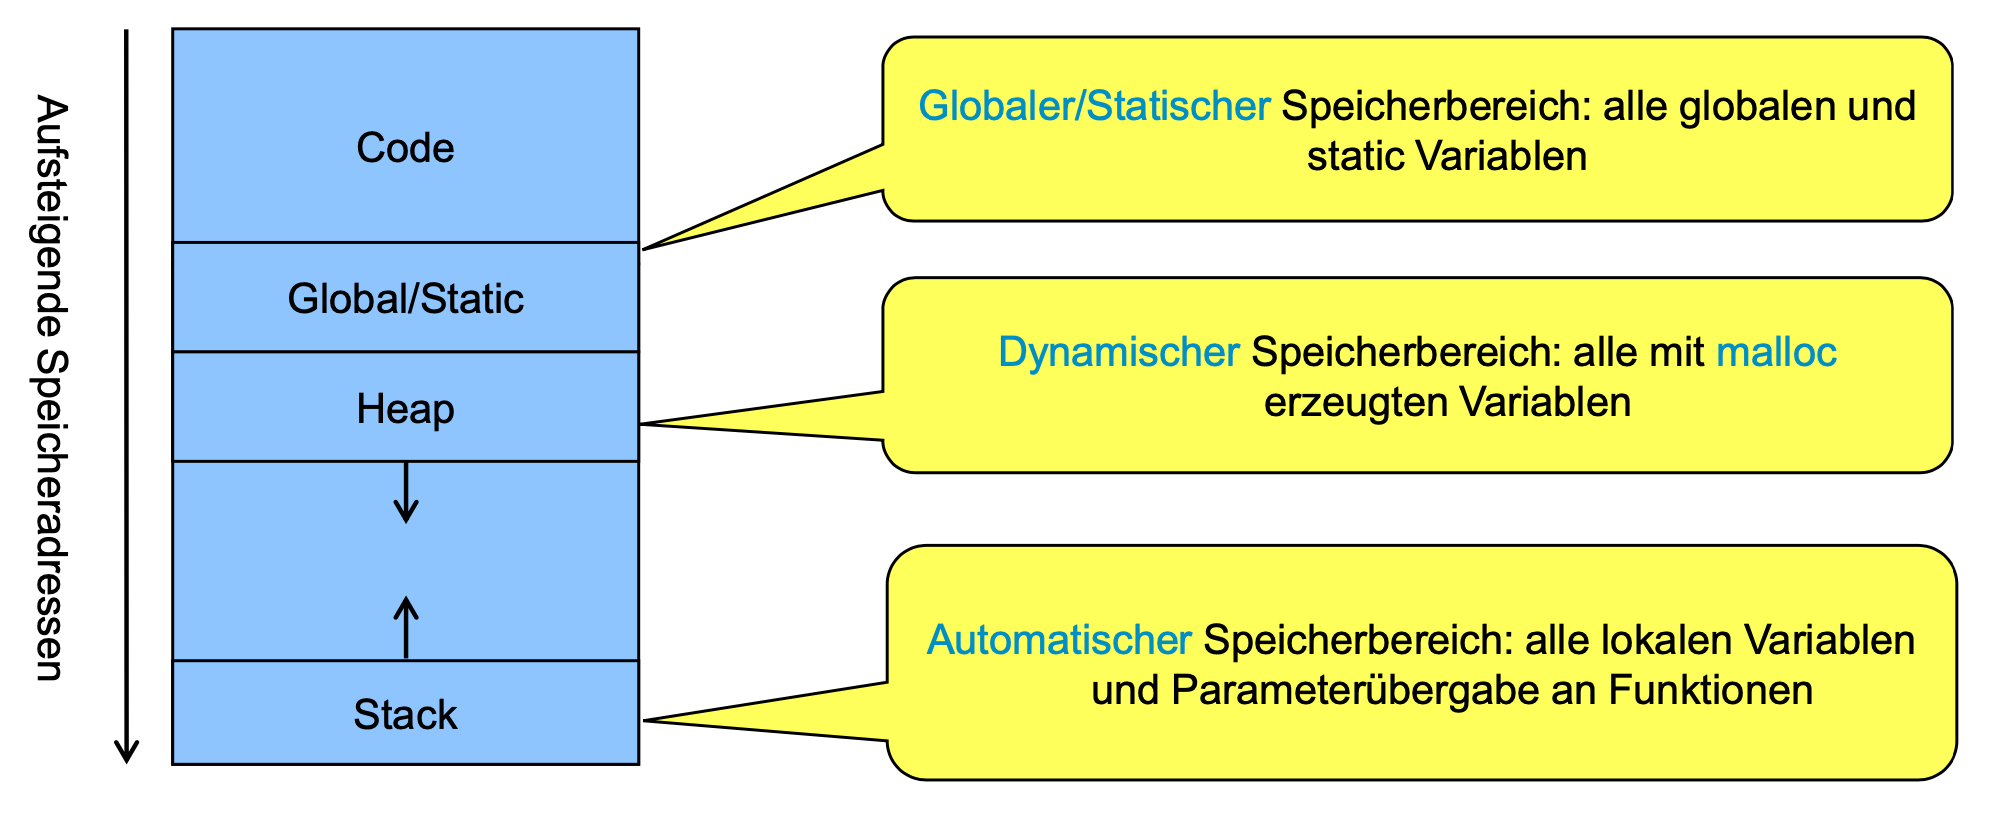 Aufsteigende Speicheradressen
Code
Global/Static
Heap
Stack
Globaler/Statischer Speicherbereich: alle globalen und
static Variablen
Dynamischer Speicherbereich: alle mit malloc
erzeugten Variablen
Automatischer Speicherbereich: alle lokalen Variablen
und Parameterübergabe an Funktionen